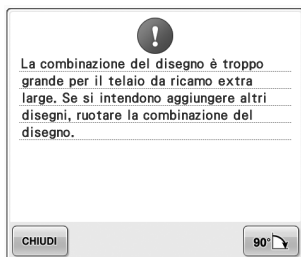 La combinazione del disegno è troppo
grande per il telaio da ricamo extra
large. Se si intendono aggiungere altri
disegni, ruotare la combinazione del
disegno.
CHIUDI
90°